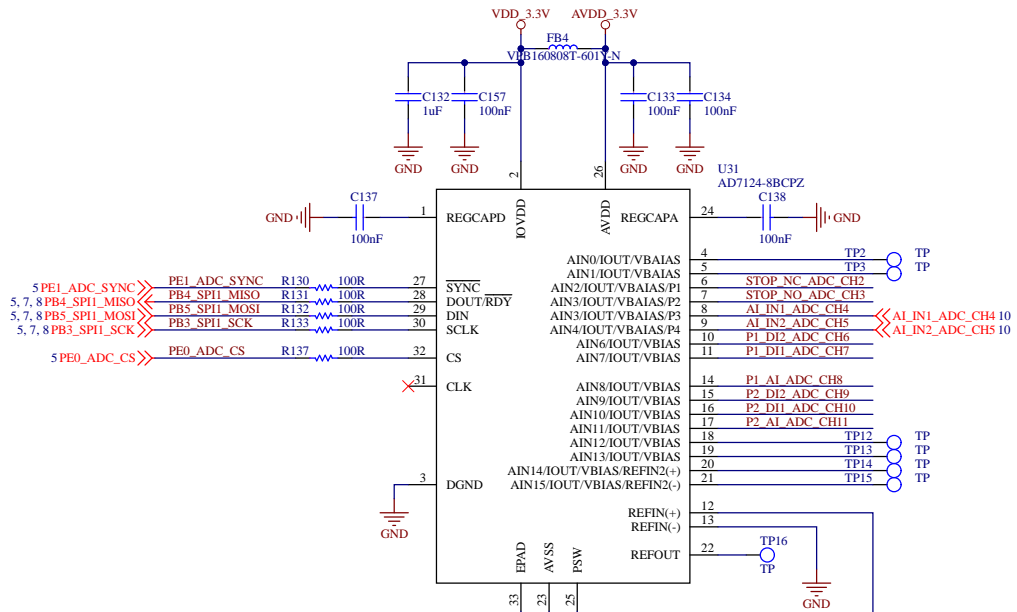 VDD_3.3V
AVDD_3.3V
FB4
VPB160808T-601Y-N
C132
1uF
C157
100nF
C133
100nF
C134
100nF
GND
GND
GND
GND
2
26
U31
AD7124-8BCPZ
C137
100nF
GND
1
REGCAPD
IOVDD
AVDD
REGCAPA
24
C138
100nF
GND
5 PE1_ADC_SYNC
PE1_ADC_SYNC
R130
100R
27
SYNC
5, 7, 8 PB4_SPI1_MISO
PB4_SPI1_MISO
R131
100R
28
DOUT/RDY
5, 7, 8 PB5_SPI1_MOSI
PB5_SPI1_MOSI
R132
100R
29
DIN
5, 7, 8 PB3_SPI1_SCK
PB3_SPI1_SCK
R133
100R
30
SCLK
5 PE0_ADC_CS
PE0_ADC_CS
R137
100R
32
CS
31
CLK
3
DGND
GND
AIN0/IOUT/VBAIAS
4
TP2
TP
AIN1/IOUT/VBAIAS
5
TP3
TP
AIN2/IOUT/VBAIAS/P1
6
STOP_NC_ADC_CH2
AIN3/IOUT/VBAIAS/P2
7
STOP_NO_ADC_CH3
AIN3/IOUT/VBAIAS/P3
8
AI_IN1_ADC_CH4
AI_IN1_ADC_CH4 10
AIN4/IOUT/VBAIAS/P4
9
AI_IN2_ADC_CH5
AI_IN2_ADC_CH5 10
AIN6/IOUT/VBIAS
10
P1_DI2_ADC_CH6
AIN7/IOUT/VBIAS
11
P1_DI1_ADC_CH7
AIN8/IOUT/VBIAS
14
P1_AI_ADC_CH8
AIN9/IOUT/VBIAS
15
P2_DI2_ADC_CH9
AIN10/IOUT/VBIAS
16
P2_DI1_ADC_CH10
AIN11/IOUT/VBIAS
17
P2_AI_ADC_CH11
AIN12/IOUT/VBIAS
18
TP12
TP
AIN13/IOUT/VBIAS
19
TP13
TP
AIN14/IOUT/VBIAS/REFIN2(+)
20
TP14
TP
AIN15/IOUT/VBIAS/REFIN2(-)
21
TP15
TP
REFIN(+)
12
REFIN(-)
13
REFOUT
22
TP16
TP
GND
EPAD
AVSS
PSW
33
23
25